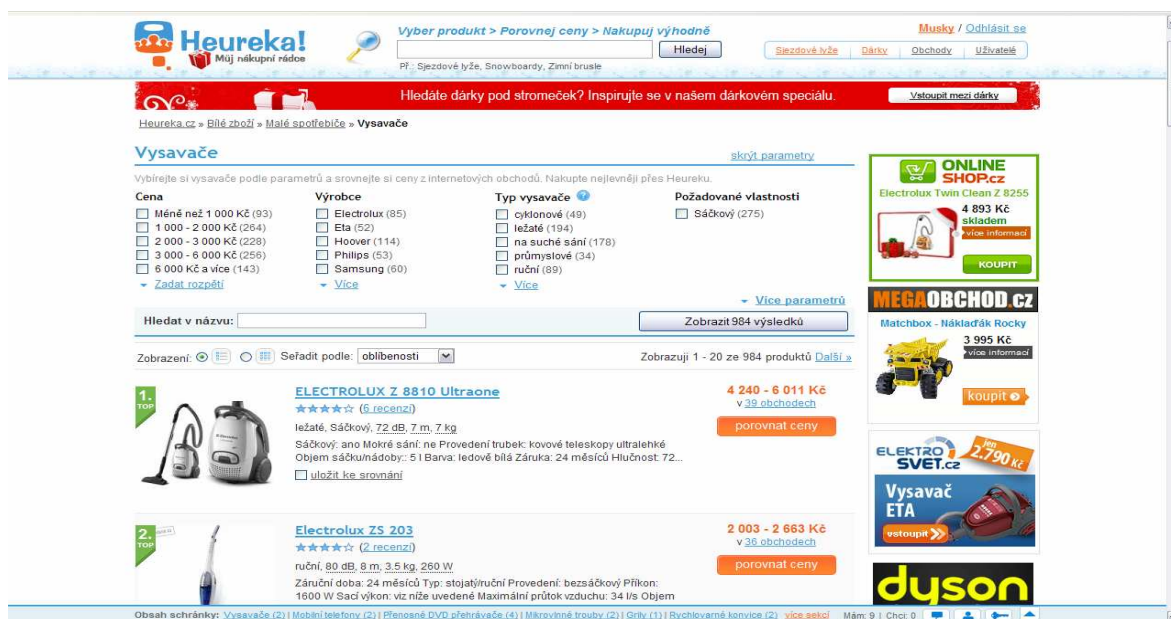 Heureka!
Můj nákupní rádce
Vyber produkt > Porovnej ceny > Nakupuj výhodně
Hledej
Př.: Sjezdové lyže, Snowboardy, Zimní brusle
Musky / Odhlásit se
Sjezdové lyže Dárky Obchody Uživatelé
Hledáte dárky pod stromeček? Inspirujte se v našem dárkovém speciálu.
Vstoupit mezi dárky
Heureka.cz » Bílé zboží » Malé spotřebiče » Vysavače
Vysavače
skrýt parametry
Vybírejte si vysavače podle parametrů a srovnejte si ceny z internetových obchodů. Nakupte nejlevněji přes Heureku.
Cena
Méně než 1 000 Kč (93)
1 000 - 2 000 Kč (264)
2 000 - 3 000 Kč (228)
3 000 - 6 000 Kč (256)
6 000 Kč a více (143)
Zadat rozpětí
Výrobce
Electrolux (85)
Eta (52)
Hoover (114)
Philips (53)
Samsung (60)
Více
Typ vysavače ?
cyklonové (49)
ležaté (194)
na suché sání (178)
průmyslové (34)
ruční (89)
Více
Požadované vlastnosti
Sáčkový (275)
Více parametrů
Hledat v názvu:
Zobrazit 984 výsledků
Zobrazení:
Seřadit podle: oblíbenosti
Zobrazuji 1 - 20 ze 984 produktů Další »
1.
TOP
ELECTROLUX Z 8810 Ultraone
(6 recenzí)
ležaté, Sáčkový, 72 dB, 7 m, 7 kg
Sáčkový: ano Mokré sání: ne Provedení trubek: kovové teleskopy ultralehké
Objem sáčku/nádoby:: 5 l Barva: ledově bílá Záruka: 24 měsíců Hlučnost: 72...
uložit ke srovnání
4 240 - 6 011 Kč
v 39 obchodech
porovnat ceny
2.
TOP
Electrolux ZS 203
(2 recenzí)
ruční, 80 dB, 8 m, 3.5 kg, 260 W
Záruční doba: 24 měsíců Typ: stojatý/ruční Provedení: bezsáčkový Příkon:
1600 W Sací výkon: viz níže uvedené Maximální průtok vzduchu: 34 l/s Objem
2 003 - 2 663 Kč
v 36 obchodech
porovnat ceny
ONLINE
SHOP.cz
Electrolux Twin Clean Z 8255
4 893 Kč
skladem
více informací
KOUPIT
MEGAOBCHOD.CZ
Matchbox - Náklaďák Rocky
3 995 Kč
více informací
koupit
ELEKTRO
SVET.cz
jen
2.790 Kč
Vysavač
ETA
vstoupit
dyson
Obsah schránky: Vysavače (2) | Mobilní telefony (2) | Přenosné DVD přehrávače (4) | Mikrovlnné trouby (2) | Grily (1) | Rychlovarné konvice (2) více sekcí Mám: 9 | Chci: 0